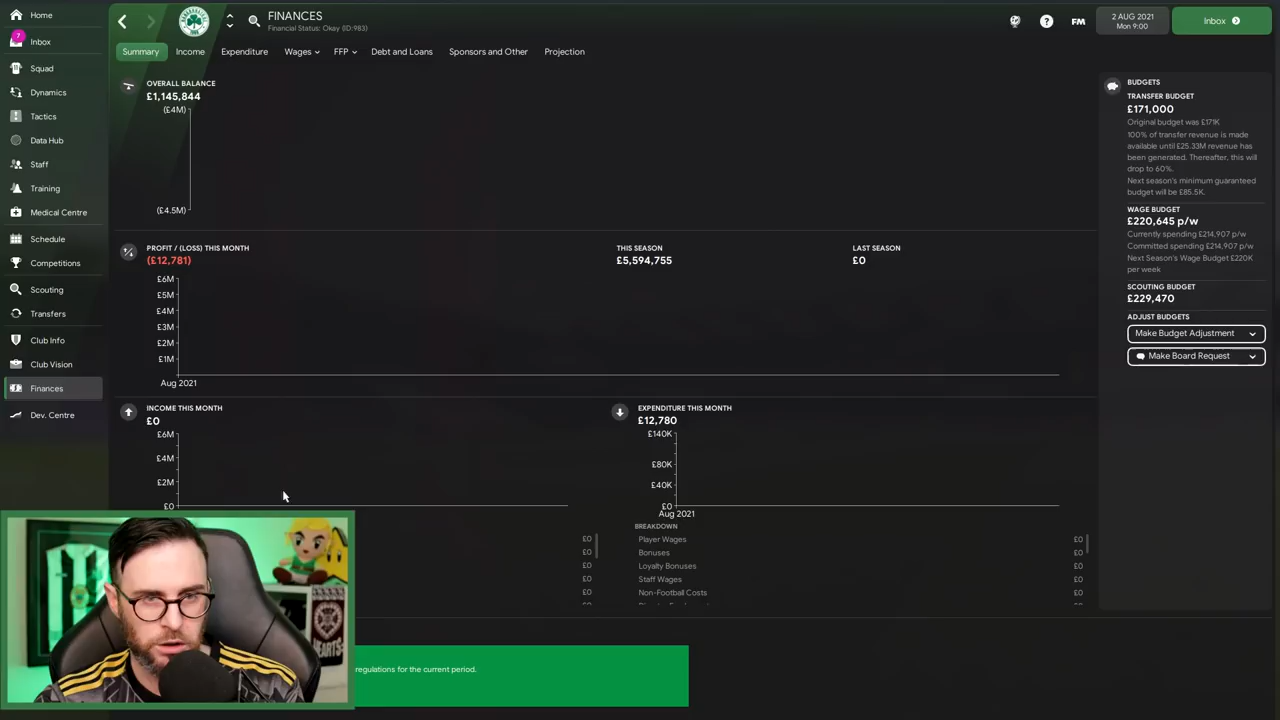 Home
7
Inbox
Squad
Dynamics
Tactics
Data Hub
Staff
Training
Medical Centre
Schedule
Competitions
Scouting
Transfers
Club Info
Club Vision
Finances
Dev. Centre
FINANCES
Financial Status: Okay (ID:983)
FM
2 AUG 2021
Mon 9:00
Inbox
Summary
Income
Expenditure
Wages
FFP
Debt and Loans
Sponsors and Other
Projection
OVERALL BALANCE
£1,145,844
(£4M)
(£4.5M)
PROFIT / (LOSS) THIS MONTH
(£12,781)
THIS SEASON
£5,594,755
LAST SEASON
£0
£6M
£5M
£4M
£3M
£2M
£1M
Aug 2021
INCOME THIS MONTH
£0
£6M
£4M
£2M
£0
£0
£0
£0
£0
£0
EXPENDITURE THIS MONTH
£12,780
£140K
£80K
£40K
£0
Aug 2021
BREAKDOWN
Player Wages £0
Bonuses £0
Loyalty Bonuses £0
Staff Wages £0
Non-Football Costs £0
regulations for the current period.
BUDGETS
TRANSFER BUDGET
£171,000
Original budget was £171K
100% of transfer revenue is made
available until £25.33M revenue has
been generated. Thereafter, this will
drop to 60%.
Next season's minimum guaranteed
budget will be £85.5K.
WAGE BUDGET
£220,645 p/w
Currently spending £214,907 p/w
Committed spending £214,907 p/w
Next Season's Wage Budget £220K
per week
SCOUTING BUDGET
£229,470
ADJUST BUDGETS
Make Budget Adjustment
Make Board Request
HEARTS